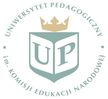 UNIWERSYTET PEDAGOGICZNY
UP
im. KOMISJI EDUKACJI NARODOWEJ